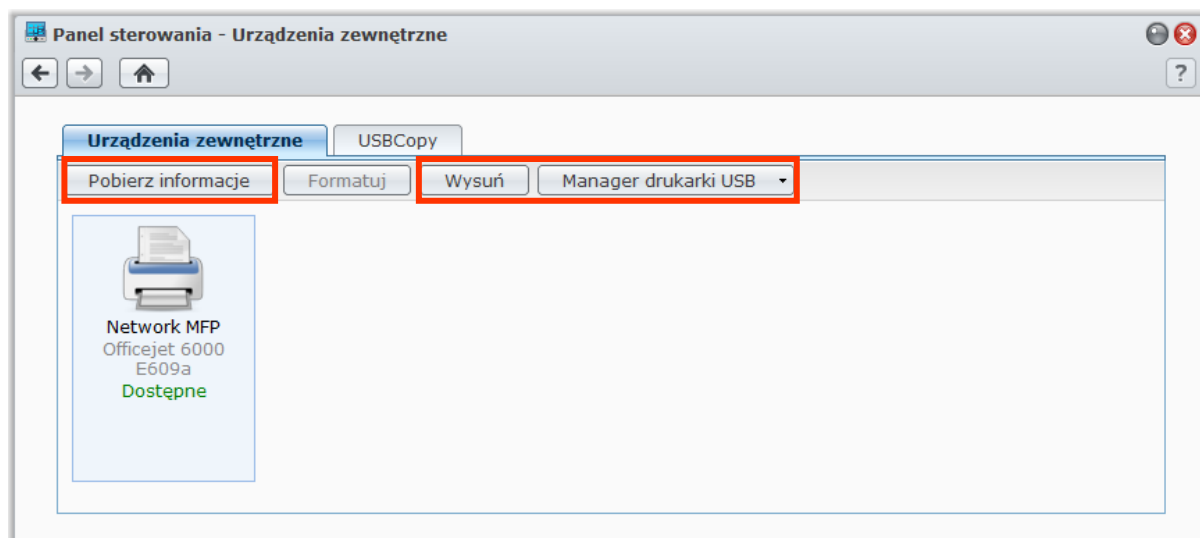 Panel sterowania - Urządzenia zewnętrzne
?
Urządzenia zewnętrzne USBCopy
Pobierz informacje Formatuj Wysuń Manager drukarki USB
Network MFP
Officejet 6000
E609a
Dostępne